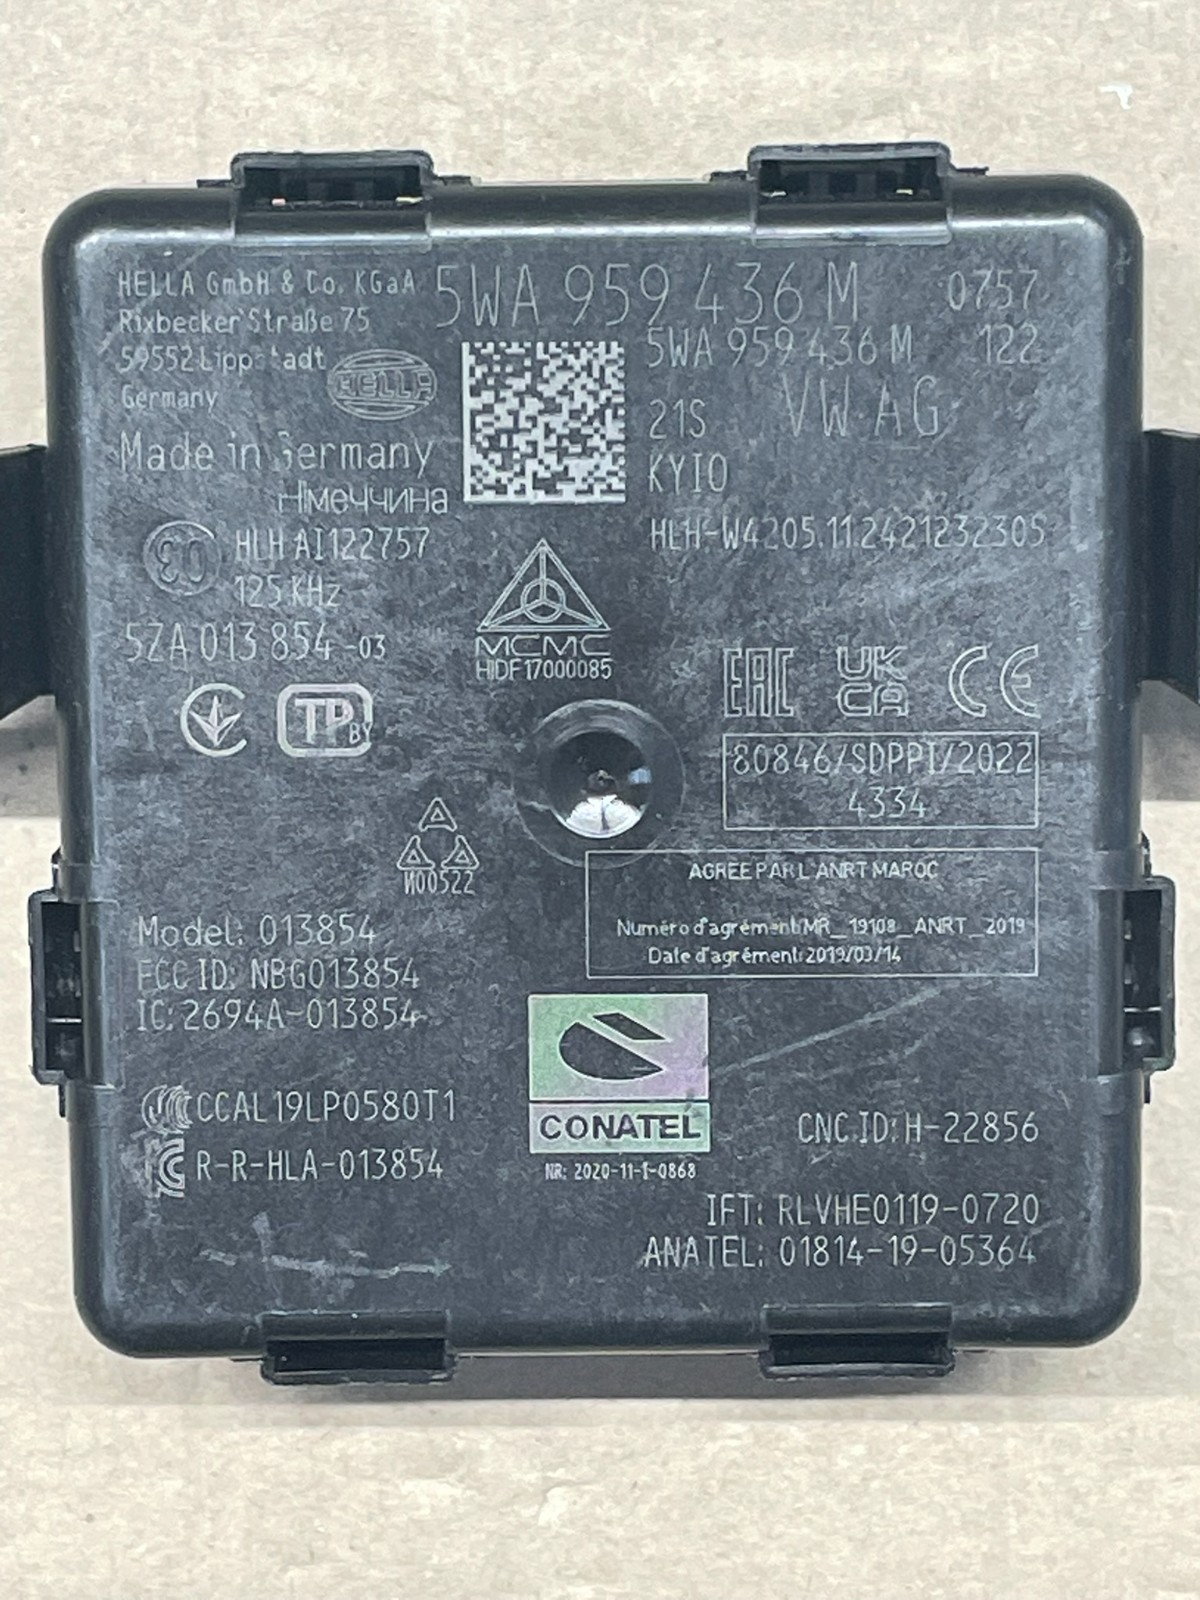 HELLA GmbH & Co. KGaA
Rixbecker Straße 75
59552 Lippstadt
Germany
HELLA
Made in Germany
Німеччина
5WA 959 436 M 0757
5WA 959 436 M 122
21S VW AG
KYIO
HLH-W4205.11.2421232305
03 HLH AI122757
125 KHz
5ZA 013 854 -03
MCMC
HIDF17000085
TP BY
EAC UK CA CE
80846/SDPPI/2022
4334
N00522
AGREE PAR L'ANRT MAROC
Numéro d'agrément: MR_19108_ANRT_2019
Date d'agrément: 2019/03/14
Model: 013854
FCC ID: NBG013854
IC: 2694A-013854
CCAL19LP0580T1
R-R-HLA-013854
CONATEL
NR: 2020-11-I-0868
CNC.ID: H-22856
IFT: RLVHE0119-0720
ANATEL: 01814-19-05364